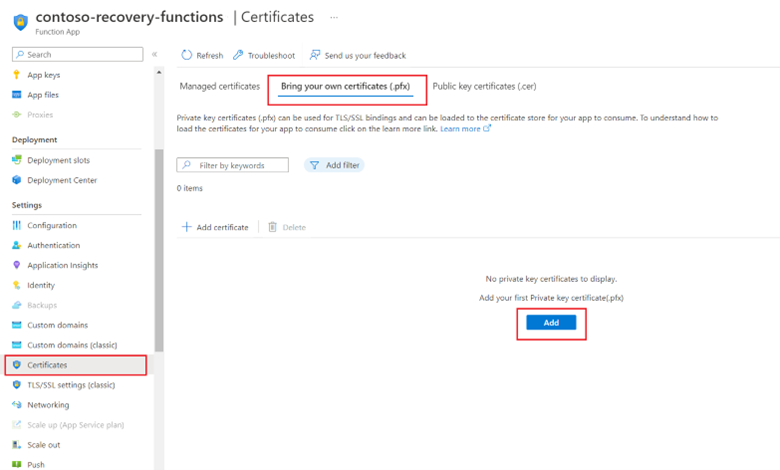 contoso-recovery-functions | Certificates ...
Function App
Search
«
App keys
App files
Proxies
Deployment
Deployment slots
Deployment Center
Settings
Configuration
Authentication
Application Insights
Identity
Backups
Custom domains
Custom domains (classic)
Certificates
TLS/SSL settings (classic)
Networking
Scale up (App Service plan)
Scale out
Push
Refresh Troubleshoot Send us your feedback
Managed certificates Bring your own certificates (.pfx) Public key certificates (.cer)
Private key certificates (.pfx) can be used for TLS/SSL bindings and can be loaded to the certificate store for your app to consume. To understand how to
load the certificates for your app to consume click on the learn more link. Learn more
Filter by keywords Add filter
0 items
Add certificate Delete
No private key certificates to display.
Add your first Private key certificate(.pfx)
Add